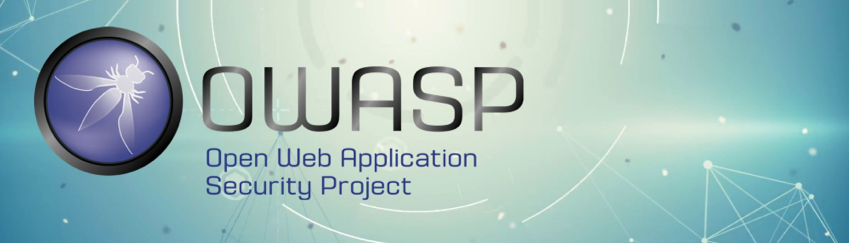 OWASP
Open Web Application
Security Project